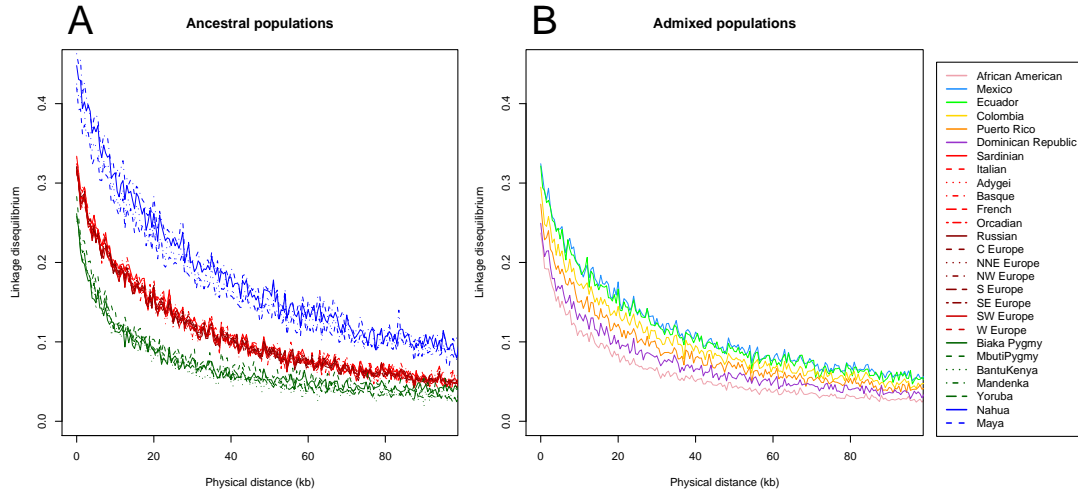 A
Ancestral populations
Linkage disequilibrium
0.4
0.3
0.2
0.1
0.0
0
20
40
60
80
Physical distance (kb)
B
Admixed populations
Linkage disequilibrium
0.4
0.3
0.2
0.1
0.0
0
20
40
60
80
Physical distance (kb)
African American
Mexico
Ecuador
Colombia
Puerto Rico
Dominican Republic
Sardinian
Italian
Adygei
Basque
French
Orcadian
Russian
C Europe
NNE Europe
NW Europe
S Europe
SE Europe
SW Europe
W Europe
Biaka Pygmy
MbutiPygmy
BantuKenya
Mandenka
Yoruba
Nahua
Maya